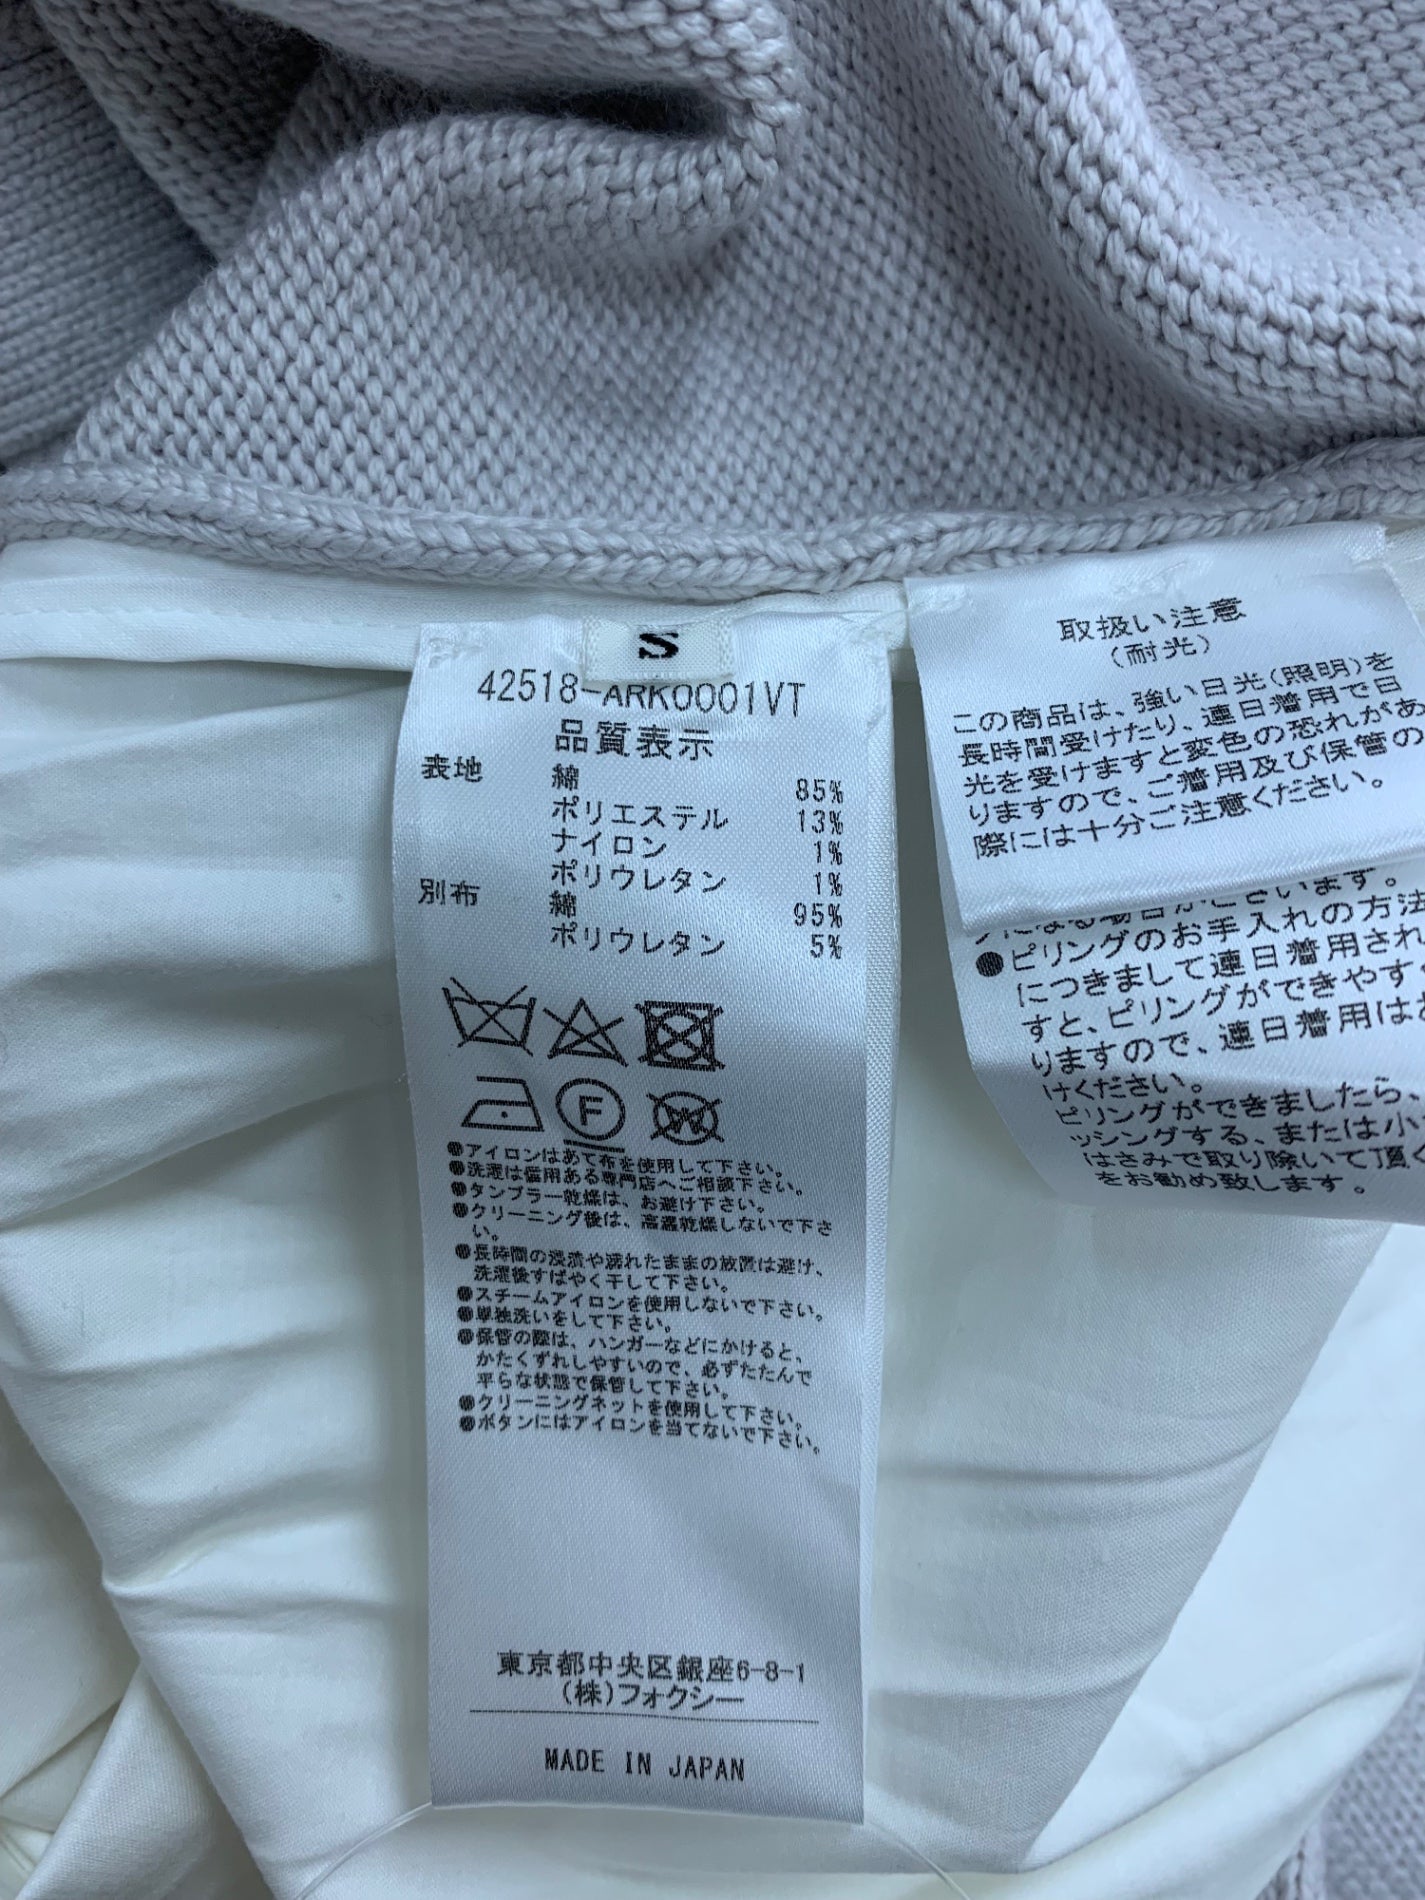 S
42518-ARK0001VT
品質表示
表地 綿 85%
ポリエステル 13%
ナイロン 1%
ポリウレタン 1%
別布 綿 95%
ポリウレタン 5%
F
W
●アイロンはあて布を使用して下さい。
●洗濯は信用ある専門店へご相談下さい。
●タンブラー乾燥は、お避け下さい。
●クリーニング後は、高温乾燥しないで下さ
い。
●長時間の浸漬や濡れたままの放置は避け、
洗濯後すばやく干して下さい。
●スチームアイロンを使用しないで下さい。
●単独洗いをして下さい。
●保管の際は、ハンガーなどにかけると、
かたくずれしやすいので、必ずたたんで
平らな状態で保管して下さい。
●クリーニングネットを使用して下さい。
●ボタンにはアイロンを当てないで下さい。
東京都中央区銀座6-8-1
(株)フォクシー
MADE IN JAPAN
取扱い注意
(耐光)
この商品は、強い日光(照明)を
長時間受けたり、連日着用で日
光を受けますと変色の恐れがあ
りますので、ご着用及び保管の
際には十分ご注意ください。
になる場合がございます。
●ピリングのお手入れの方法
につきまして連日着用され
すと、ピリングができやす
りますので、連日着用はさ
けください。
ピリングができましたら、
ッシングする、または小
はさみで取り除いて頂く
をお勧め致します。